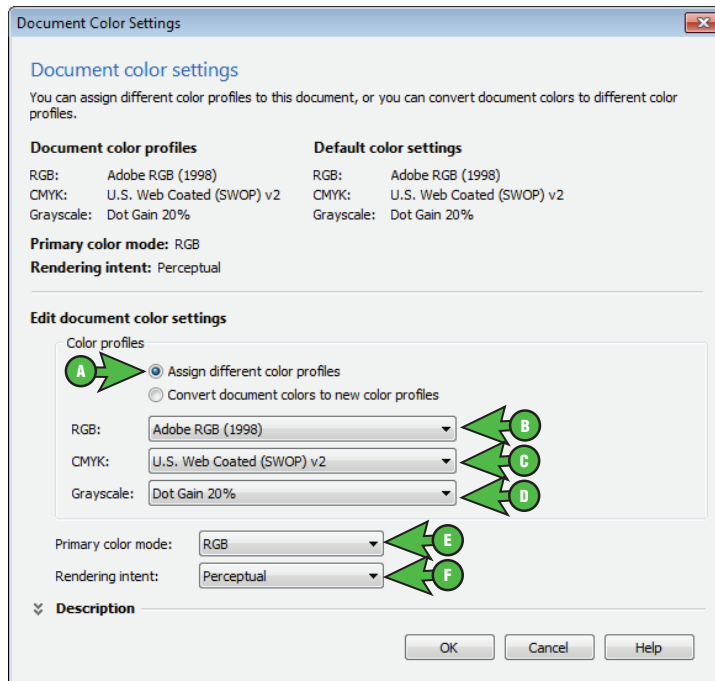 Document Color Settings
Document color settings
You can assign different color profiles to this document, or you can convert document colors to different color
profiles.
Document color profiles
RGB: Adobe RGB (1998)
CMYK: U.S. Web Coated (SWOP) v2
Grayscale: Dot Gain 20%
Default color settings
RGB: Adobe RGB (1998)
CMYK: U.S. Web Coated (SWOP) v2
Grayscale: Dot Gain 20%
Primary color mode: RGB
Rendering intent: Perceptual
Edit document color settings
Color profiles
A Assign different color profiles
Convert document colors to new color profiles
RGB: Adobe RGB (1998) B
CMYK: U.S. Web Coated (SWOP) v2 C
Grayscale: Dot Gain 20% D
Primary color mode: RGB E
Rendering intent: Perceptual F
Description
OK Cancel Help